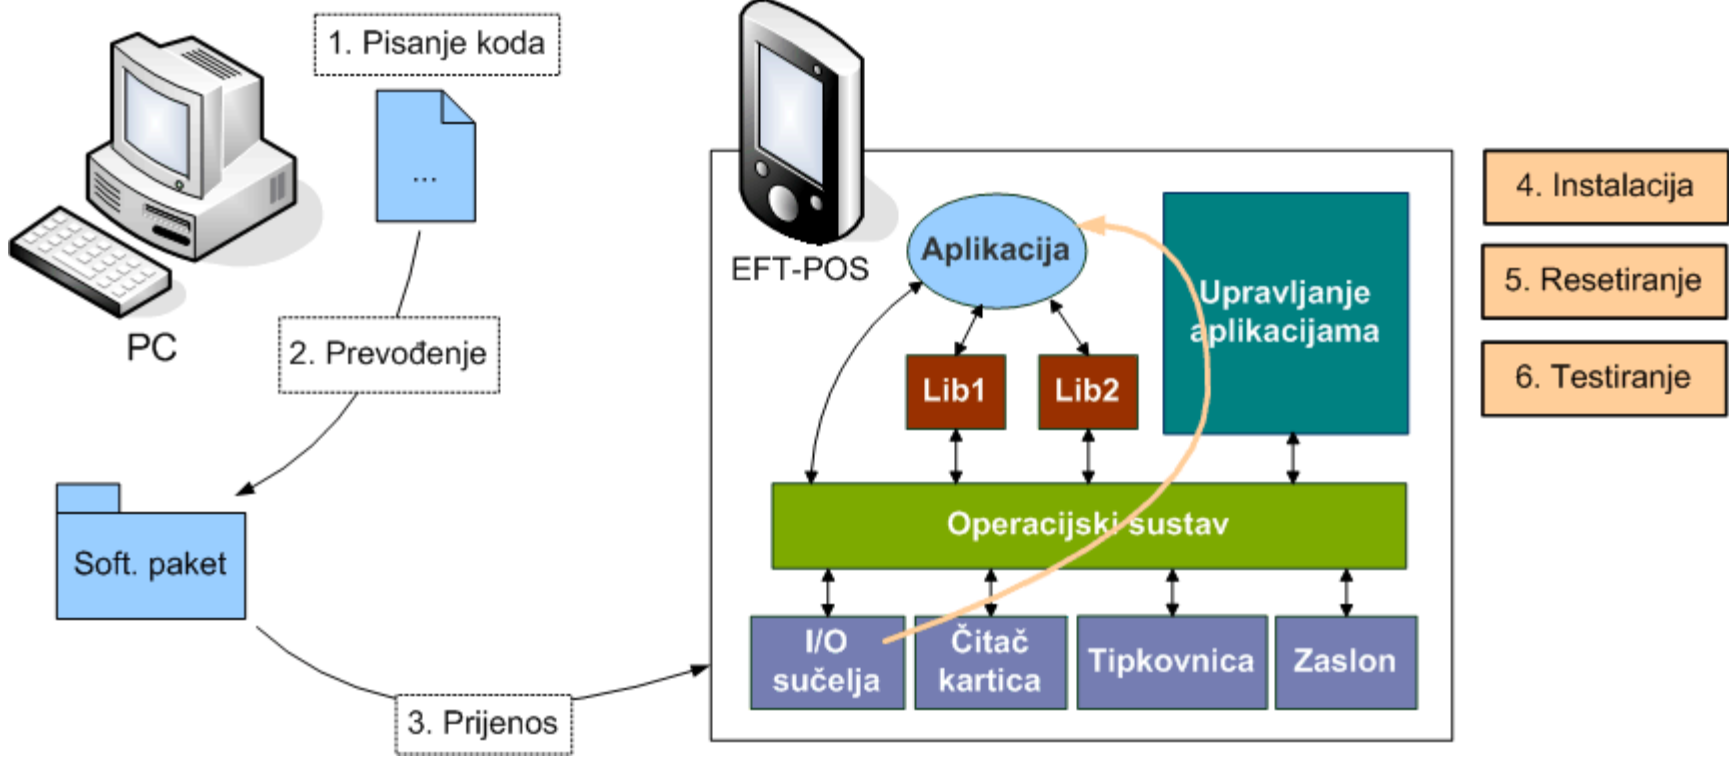 1. Pisanje koda
...
PC
2. Prevođenje
Soft. paket
3. Prijenos
EFT-POS
Aplikacija
Upravljanje
aplikacijama
Lib1
Lib2
Operacijski sustav
I/O
sučelja
Čitač
kartica
Tipkovnica
Zaslon
4. Instalacija
5. Resetiranje
6. Testiranje